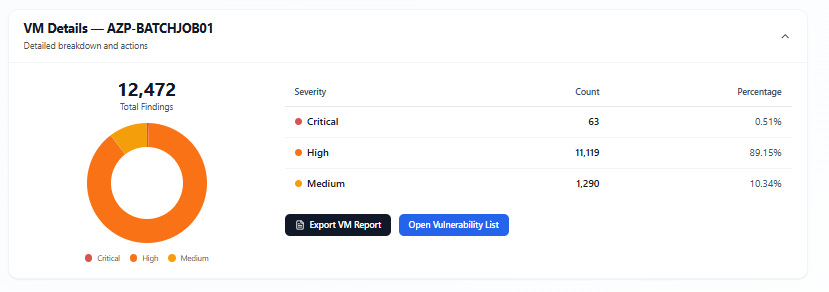 VM Details — AZP-BATCHJOB01
Detailed breakdown and actions
12,472
Total Findings
Critical High Medium
Severity Count Percentage
Critical 63 0.51%
High 11,119 89.15%
Medium 1,290 10.34%
Export VM Report Open Vulnerability List